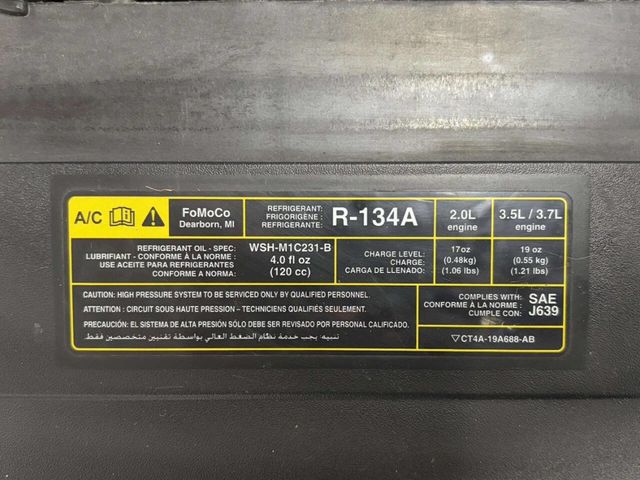 A/C
FoMoCo
Dearborn, MI
REFRIGERANT:
FRIGORIGÈNE :
REFRIGERANTE:
R-134A
2.0L
engine
3.5L / 3.7L
engine
REFRIGERANT OIL - SPEC:
LUBRIFIANT - CONFORME À LA NORME :
USE ACEITE PARA REFRIGERANTES
CONFORME A NORMA:
WSH-M1C231-B
4.0 fl oz
(120 cc)
CHARGE LEVEL:
CHARGE :
CARGA DE LLENADO:
17oz
(0.48kg)
(1.06 lbs)
19 oz
(0.55 kg)
(1.21 lbs)
CAUTION: HIGH PRESSURE SYSTEM TO BE SERVICED ONLY BY QUALIFIED PERSONNEL.
ATTENTION : CIRCUIT SOUS HAUTE PRESSION – TECHNICIENS QUALIFIÉS SEULEMENT.
PRECAUCIÓN: EL SISTEMA DE ALTA PRESIÓN SÓLO DEBE SER REVISADO POR PERSONAL CALIFICADO.
تنبيه: يجب خدمة نظام الضغط العالي بواسطة تقنيين متخصصين فقط.
COMPLIES WITH:
CONFORME À LA NORME :
CUMPLE CON:
SAE
J639
▽CT4A-19A688-AB